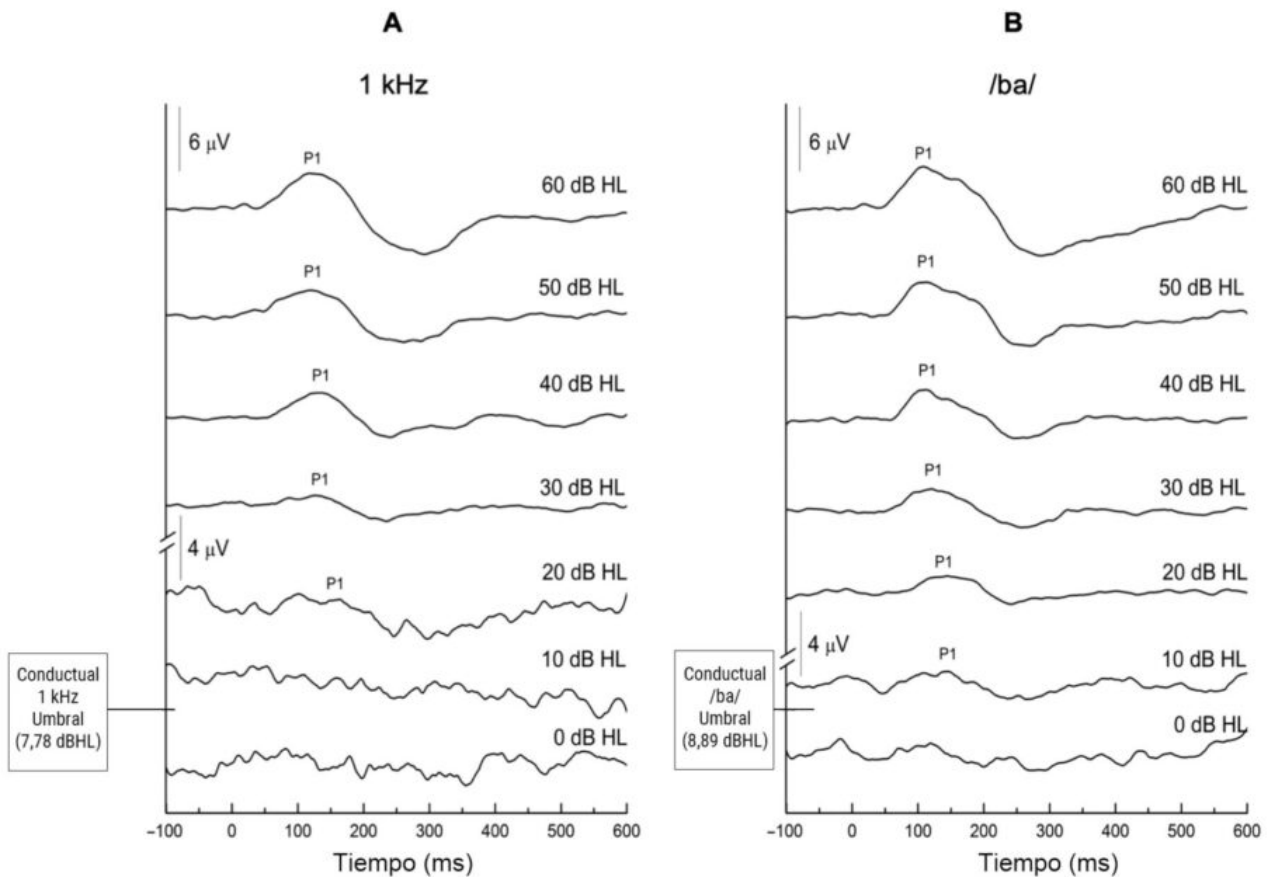 A
1 kHz
6 μV
P1
60 dB HL
P1
50 dB HL
P1
40 dB HL
P1
30 dB HL
4 μV
P1
20 dB HL
10 dB HL
0 dB HL
Conductual
1 kHz
Umbral
(7,78 dBHL)
−100 0 100 200 300 400 500 600
Tiempo (ms)
B
/ba/
6 μV
P1
60 dB HL
P1
50 dB HL
P1
40 dB HL
P1
30 dB HL
P1
20 dB HL
4 μV
P1
10 dB HL
0 dB HL
Conductual
/ba/
Umbral
(8,89 dBHL)
−100 0 100 200 300 400 500 600
Tiempo (ms)